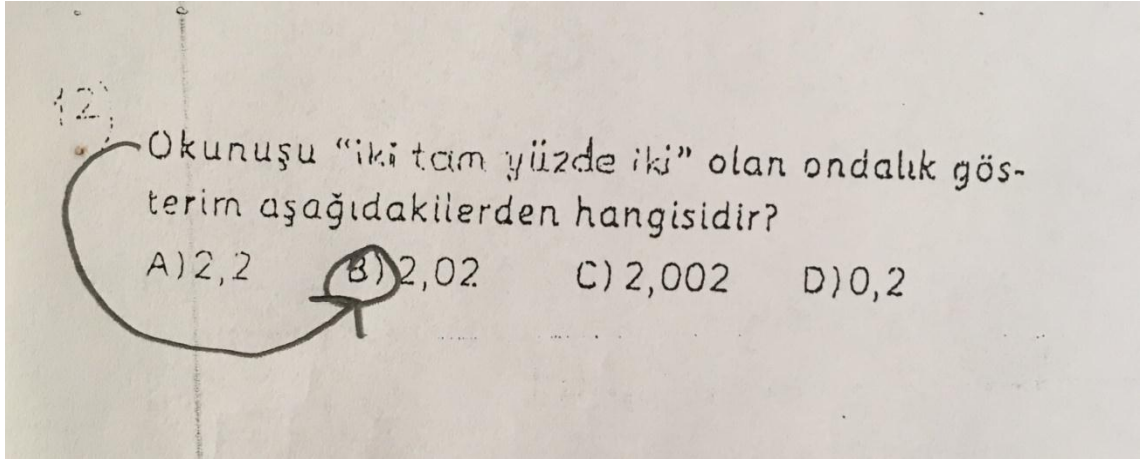 12)
Okunuşu “iki tam yüzde iki” olan ondalık gös-
terim aşağıdakilerden hangisidir?
A) 2,2 B) 2,02 C) 2,002 D) 0,2